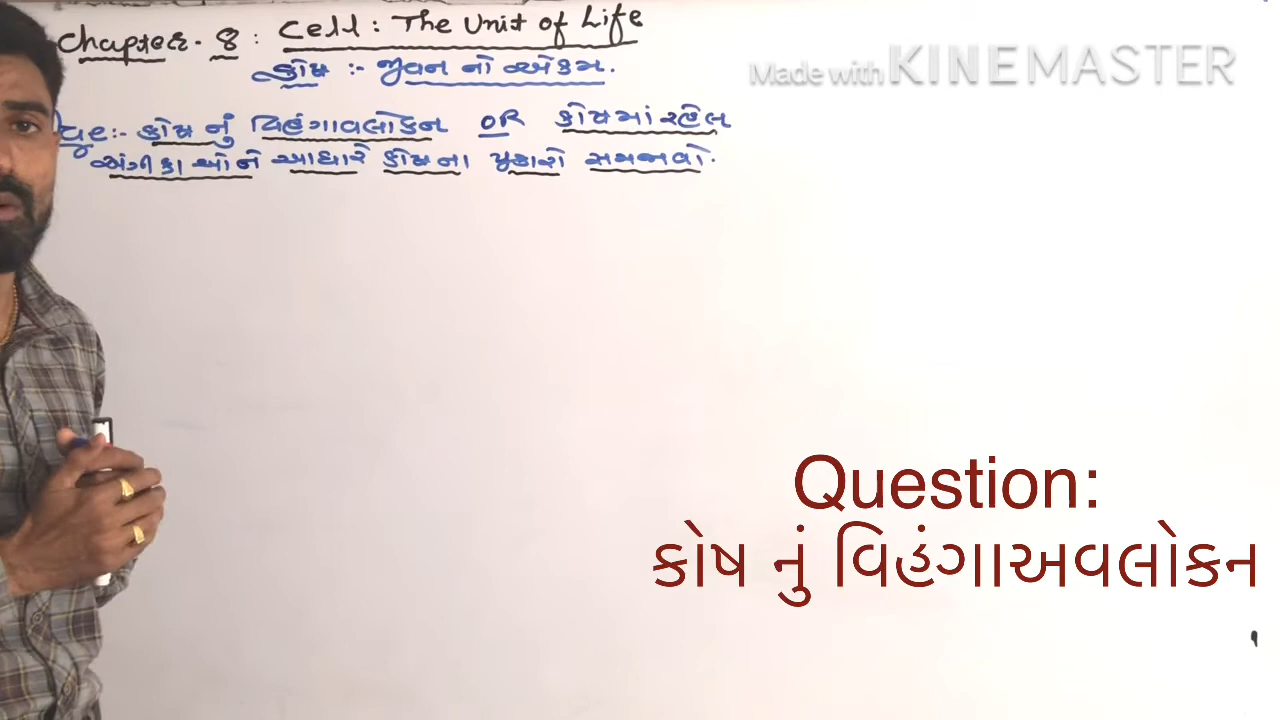 Chapter - 8 : Cell : The Unit of Life
કોષ :- જીવન નો એકમ.
કોષ નું વિહંગાવલોકન OR કોષમાં રહેલ
અંગીકાઓને આધારે કોષના પ્રકારો સમજાવો.
Made with KINEMASTER
Question:
કોષ નું વિહંગાઅવલોકન